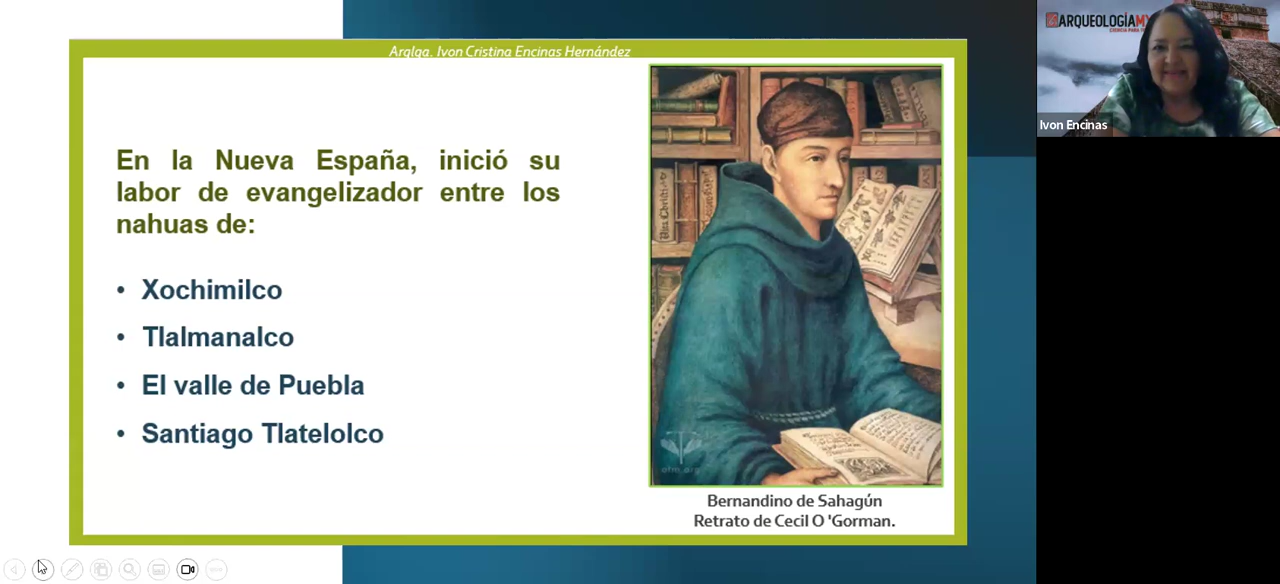 Arqlga. Ivon Cristina Encinas Hernández
ARQUEOLOGÍAM
Ivon Encinas
En la Nueva España, inició su
labor de evangelizador entre los
nahuas de:
• Xochimilco
• Tlalmanalco
• El valle de Puebla
• Santiago Tlatelolco
Bernandino de Sahagún
Retrato de Cecil O 'Gorman.